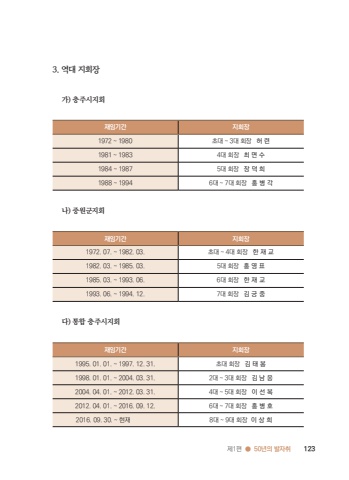 3. 역대 지회장
가) 충주시지회
재임기간 지회장
1972 ~ 1980 초대 ~ 3대 회장 허 련
1981 ~ 1983 4대 회장 최 면 수
1984 ~ 1987 5대 회장 정 덕 희
1988 ~ 1994 6대 ~ 7대 회장 홍 병 각
나) 중원군지회
재임기간 지회장
1972. 07. ~ 1982. 03. 초대 ~ 4대 회장 한 재 교
1982. 03. ~ 1985. 03. 5대 회장 홍 영 표
1985. 03. ~ 1993. 06. 6대 회장 한 재 교
1993. 06. ~ 1994. 12. 7대 회장 김 긍 종
다) 통합 충주시지회
재임기간 지회장
1995. 01. 01. ~ 1997. 12. 31. 초대 회장 김 태 봉
1998. 01. 01. ~ 2004. 03. 31. 2대 ~ 3대 회장 김 남 응
2004. 04. 01. ~ 2012. 03. 31. 4대 ~ 5대 회장 이 선 복
2012. 04. 01. ~ 2016. 09. 12. 6대 ~ 7대 회장 홍 병 호
2016. 09. 30. ~ 현재 8대 ~ 9대 회장 이 상 희
제1편 ● 50년의 발자취 123